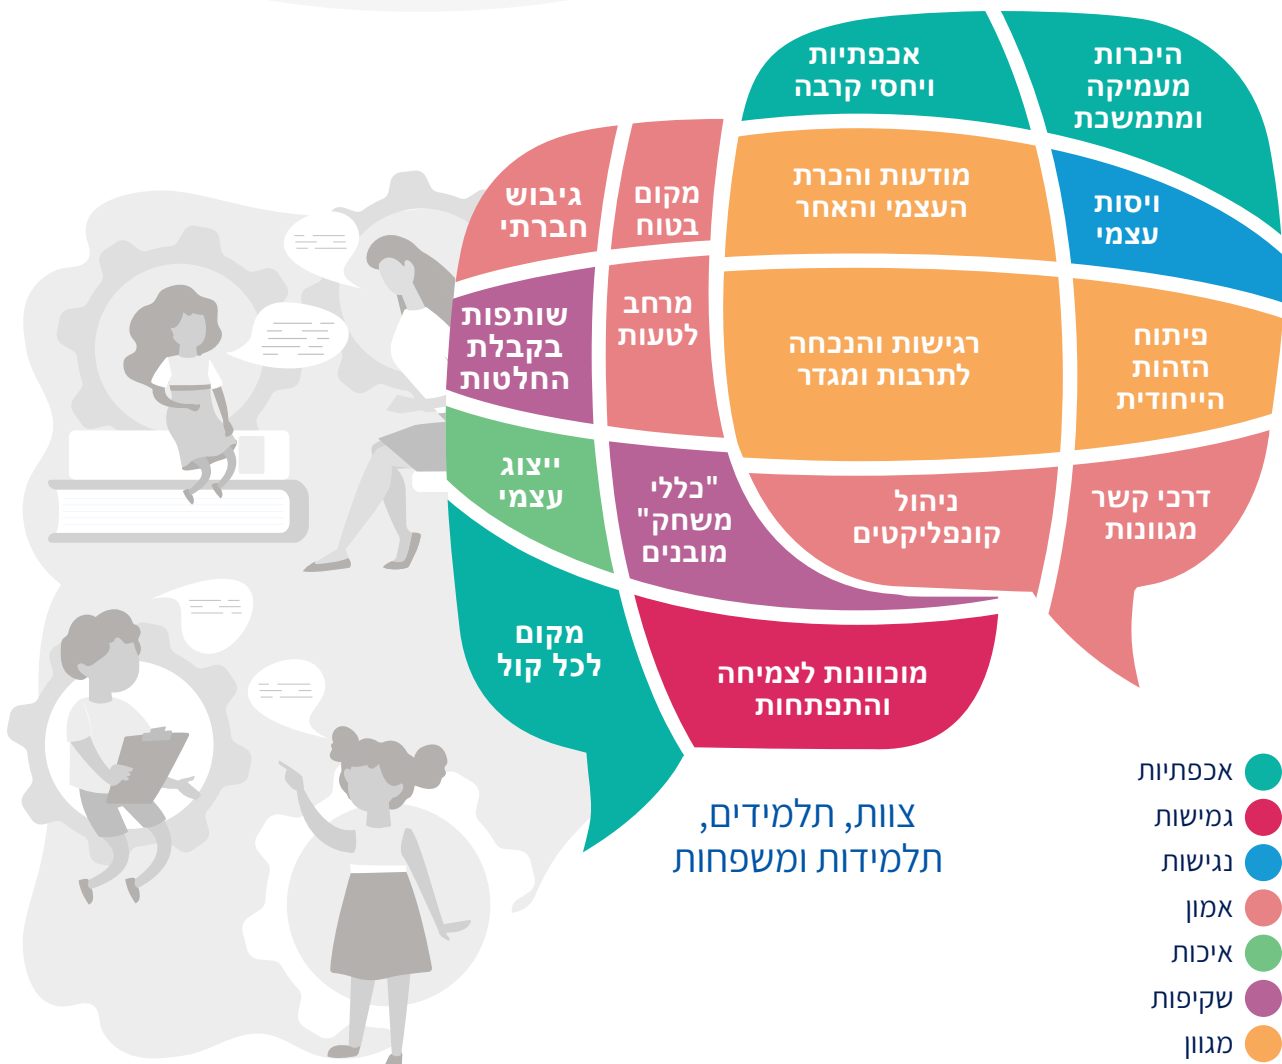 היכרות
מעמיקה
ומתמשכת
אכפתיות
ויחסי קרבה
ויסות
עצמי
מודעות והכרת
העצמי והאחר
מקום
בטוח
גיבוש
חברתי
פיתוח
הזהות
הייחודית
רגישות והנכחה
לתרבות ומגדר
מרחב
לטעות
שותפות
בקבלת
החלטות
דרכי קשר
מגוונות
ניהול
קונפליקטים
"כללי
משחק"
מובנים
ייצוג
עצמי
מוכוונות לצמיחה
והתפתחות
מקום
לכל קול
צוות, תלמידים,
תלמידות ומשפחות
אכפתיות
גמישות
נגישות
אמון
איכות
שקיפות
מגוון